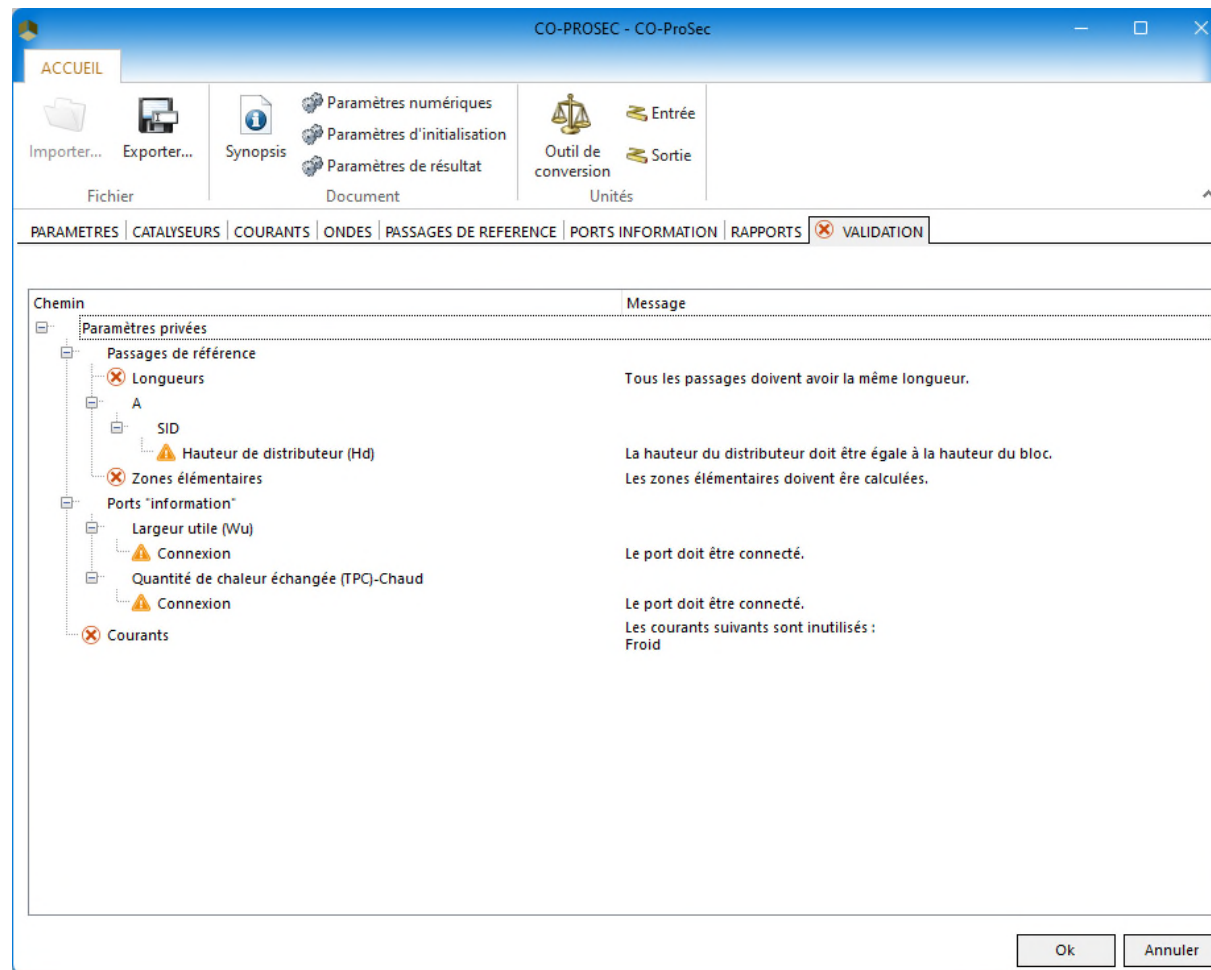 CO-PROSEC - CO-ProSec
ACCUEIL
Importer...
Exporter...
Synopsis
Paramètres numériques
Paramètres d'initialisation
Paramètres de résultat
Outil de
conversion
Entrée
Sortie
Fichier
Document
Unités
PARAMETRES CATALYSEURS COURANTS ONDES PASSAGES DE REFERENCE PORTS INFORMATION RAPPORTS VALIDATION
Chemin Message
Paramètres privées
Passages de référence
Longueurs Tous les passages doivent avoir la même longueur.
A
SID
Hauteur de distributeur (Hd) La hauteur du distributeur doit être égale à la hauteur du bloc.
Zones élémentaires Les zones élémentaires doivent êre calculées.
Ports "information"
Largeur utile (Wu)
Connexion Le port doit être connecté.
Quantité de chaleur échangée (TPC)-Chaud
Connexion Le port doit être connecté.
Courants Les courants suivants sont inutilisés :
Froid
Ok Annuler